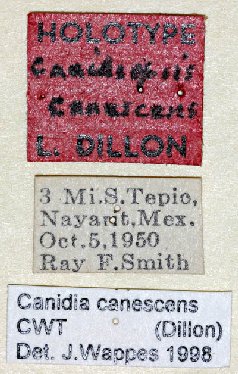 HOLOTYPE
Canidiopsis
Canescens
L. DILLON
3 Mi.S.Tepic,
Nayarit,Mex.
Oct.5,1950
Ray F.Smith
Canidia canescens
CWT (Dillon)
Det. J.Wappes 1998